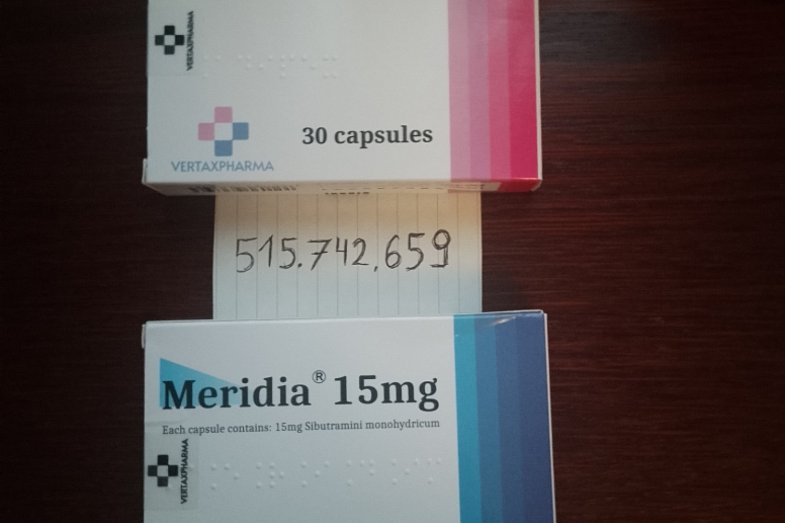 VERTAXPHARMA
VERTAXPHARMA
30 capsules
515.742.659
Meridia® 15mg
Each capsule contains: 15mg Sibutramini monohydricum
VERTAXPHARMA